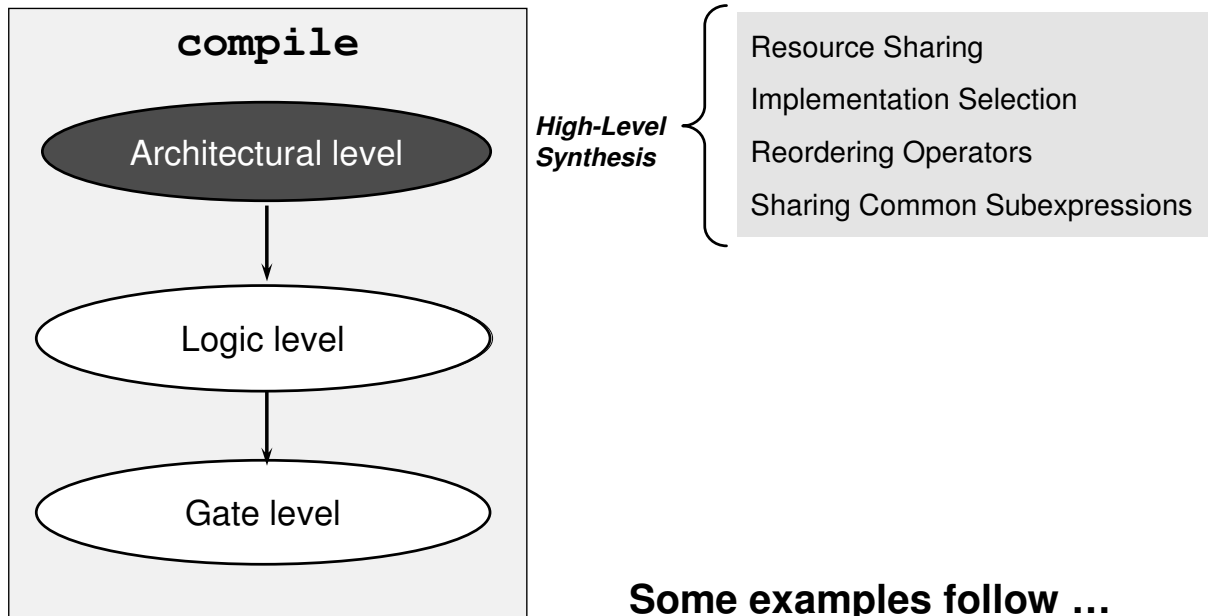 compile
Architectural level
Logic level
Gate level
High-Level
Synthesis
Resource Sharing
Implementation Selection
Reordering Operators
Sharing Common Subexpressions
Some examples follow ...